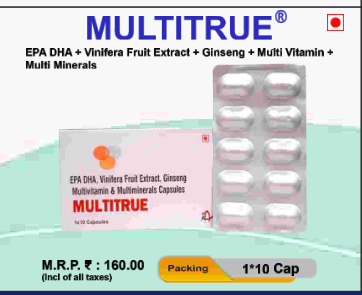 MULTITRUE®
EPA DHA + Vinifera Fruit Extract + Ginseng + Multi Vitamin +
Multi Minerals
EPA DHA, Vinifera Fruit Extract, Ginseng
Multivitamin & Multiminerals Capsules
MULTITRUE
1x10 Capsules
M.R.P. ₹ : 160.00
(Incl of all taxes)
Packing
1*10 Cap